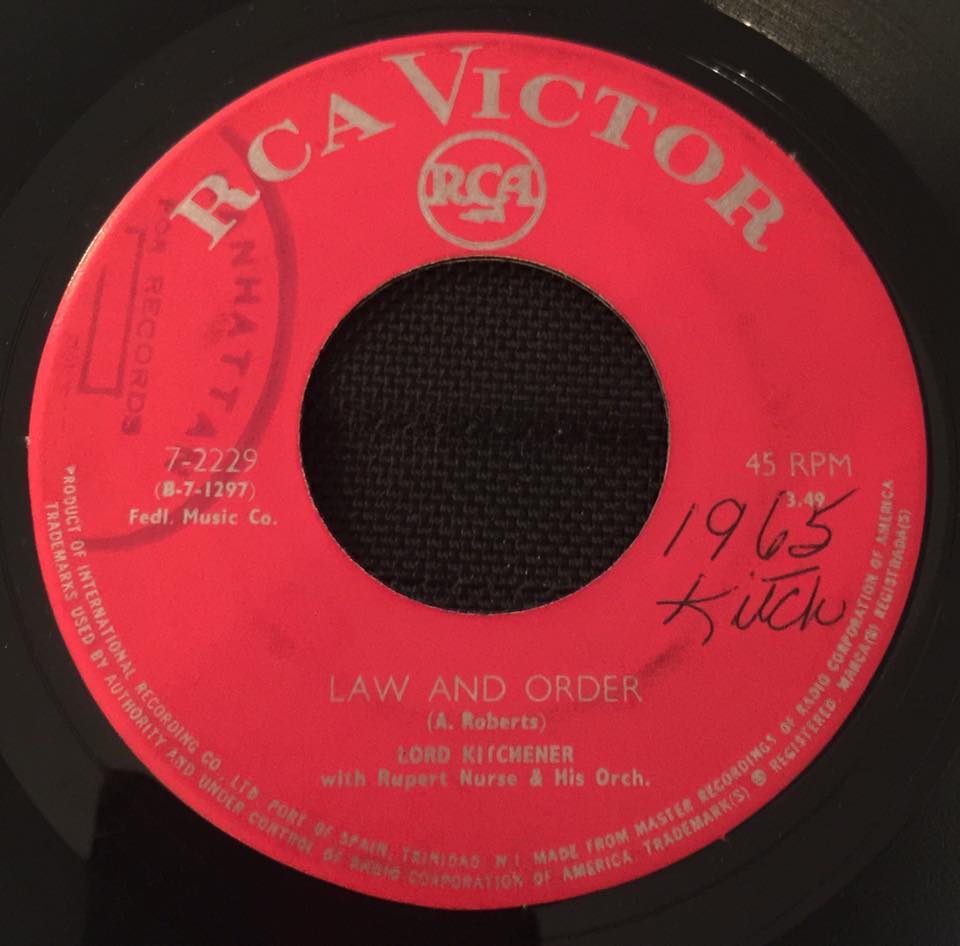 RCA VICTOR
RCA
FOR RECORDS
7-2229
(B-7-1297)
Fedl. Music Co.
45 RPM
3.49
1965
Kitch
LAW AND ORDER
(A. Roberts)
LORD KITCHENER
with Rupert Nurse & His Orch.
PRODUCT OF INTERNATIONAL RECORDING CO. LTD. PORT OF SPAIN, TRINIDAD W.I. MADE FROM MASTER RECORDINGS OF RADIO CORPORATION OF AMERICA
TRADEMARKS USED BY AUTHORITY AND UNDER CONTROL OF RADIO CORPORATION OF AMERICA. TRADEMARK(S) ® REGISTERED. MARCA(S) REGISTRADA(S)